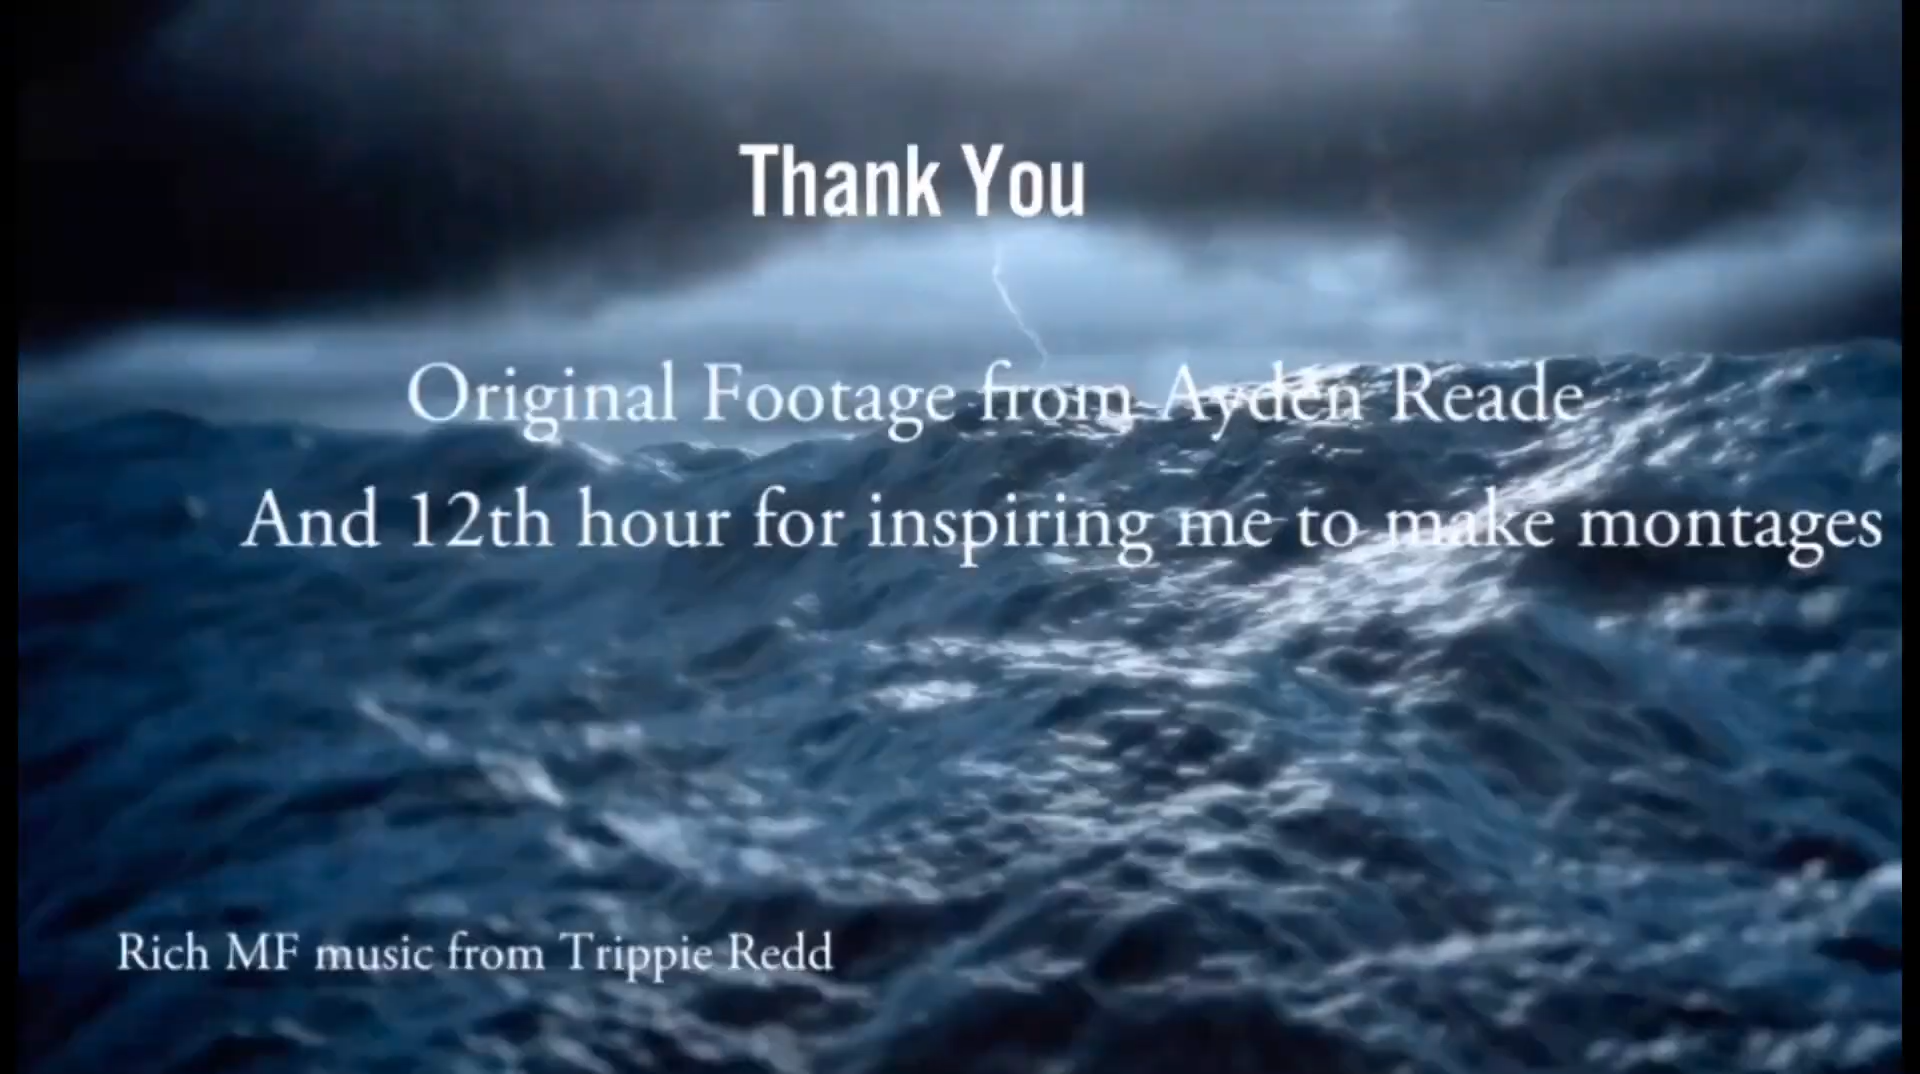 Thank You
Original Footage from Ayden Reade
And 12th hour for inspiring me to make montages
Rich MF music from Trippie Redd